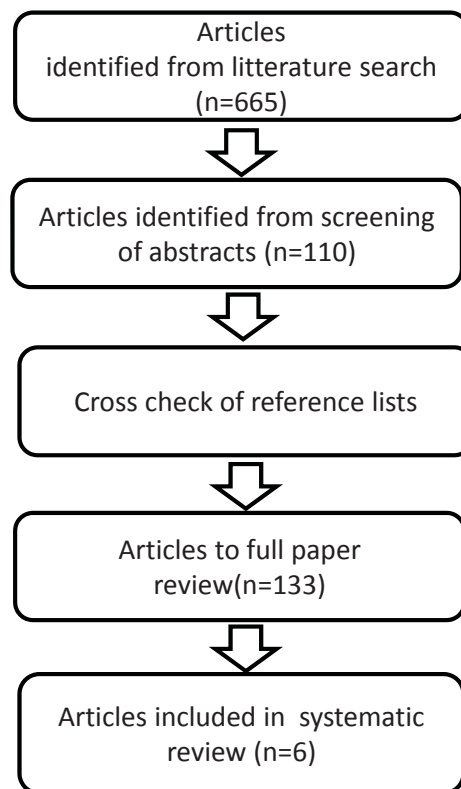 Articles
identified from litterature search
(n=665)
Articles identified from screening
of abstracts (n=110)
Cross check of reference lists
Articles to full paper
review(n=133)
Articles included in systematic
review (n=6)